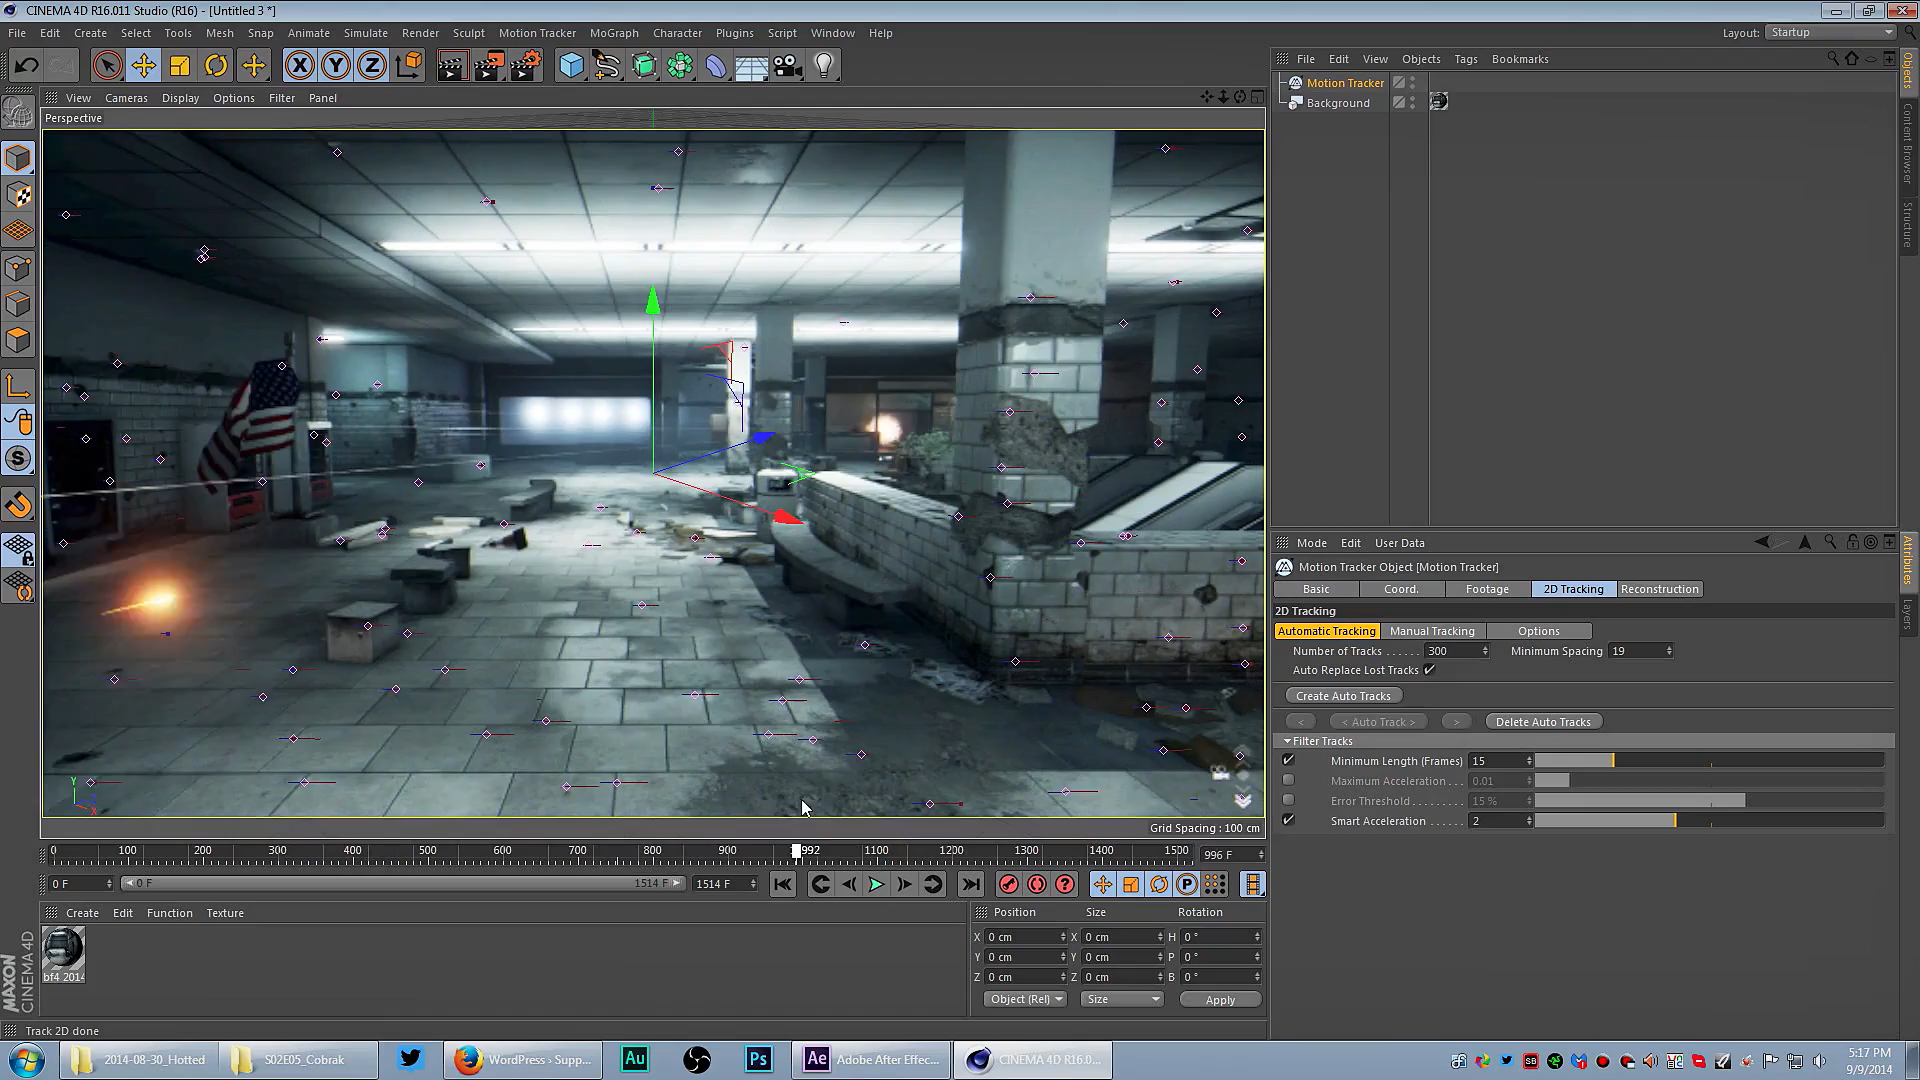 CINEMA 4D R16.011 Studio (R16) - [Untitled 3 *]
File Edit Create Select Tools Mesh Snap Animate Simulate Render Sculpt Motion Tracker MoGraph Character Plugins Script Window Help
Layout: Startup
X Y Z
File Edit View Objects Tags Bookmarks
Motion Tracker
Background
Objects
Content Browser
Structure
View Cameras Display Options Filter Panel
Perspective
Grid Spacing : 100 cm
Mode Edit User Data
Motion Tracker Object [Motion Tracker]
Basic Coord. Footage 2D Tracking Reconstruction
2D Tracking
Automatic Tracking Manual Tracking Options
Number of Tracks 300 Minimum Spacing 19
Auto Replace Lost Tracks
Create Auto Tracks
< < Auto Track > > Delete Auto Tracks
Filter Tracks
Minimum Length (Frames) 15
Maximum Acceleration 0.01
Error Threshold 15 %
Smart Acceleration 2
Attributes
Layers
0 100 200 300 400 500 600 700 800 900 992 1100 1200 1300 1400 1500 996 F
0 F 0 F 1514 F 1514 F
Create Edit Function Texture
bf4 2014
Position Size Rotation
X 0 cm X 0 cm H 0 °
Y 0 cm Y 0 cm P 0 °
Z 0 cm Z 0 cm B 0 °
Object (Rel) Size Apply
MAXON CINEMA 4D
Track 2D done
2014-08-30_Hotted S02E05_Cobrak WordPress › Supp... Au Ps Ae Adobe After Effec... CINEMA 4D R16.0...
5:17 PM
9/9/2014